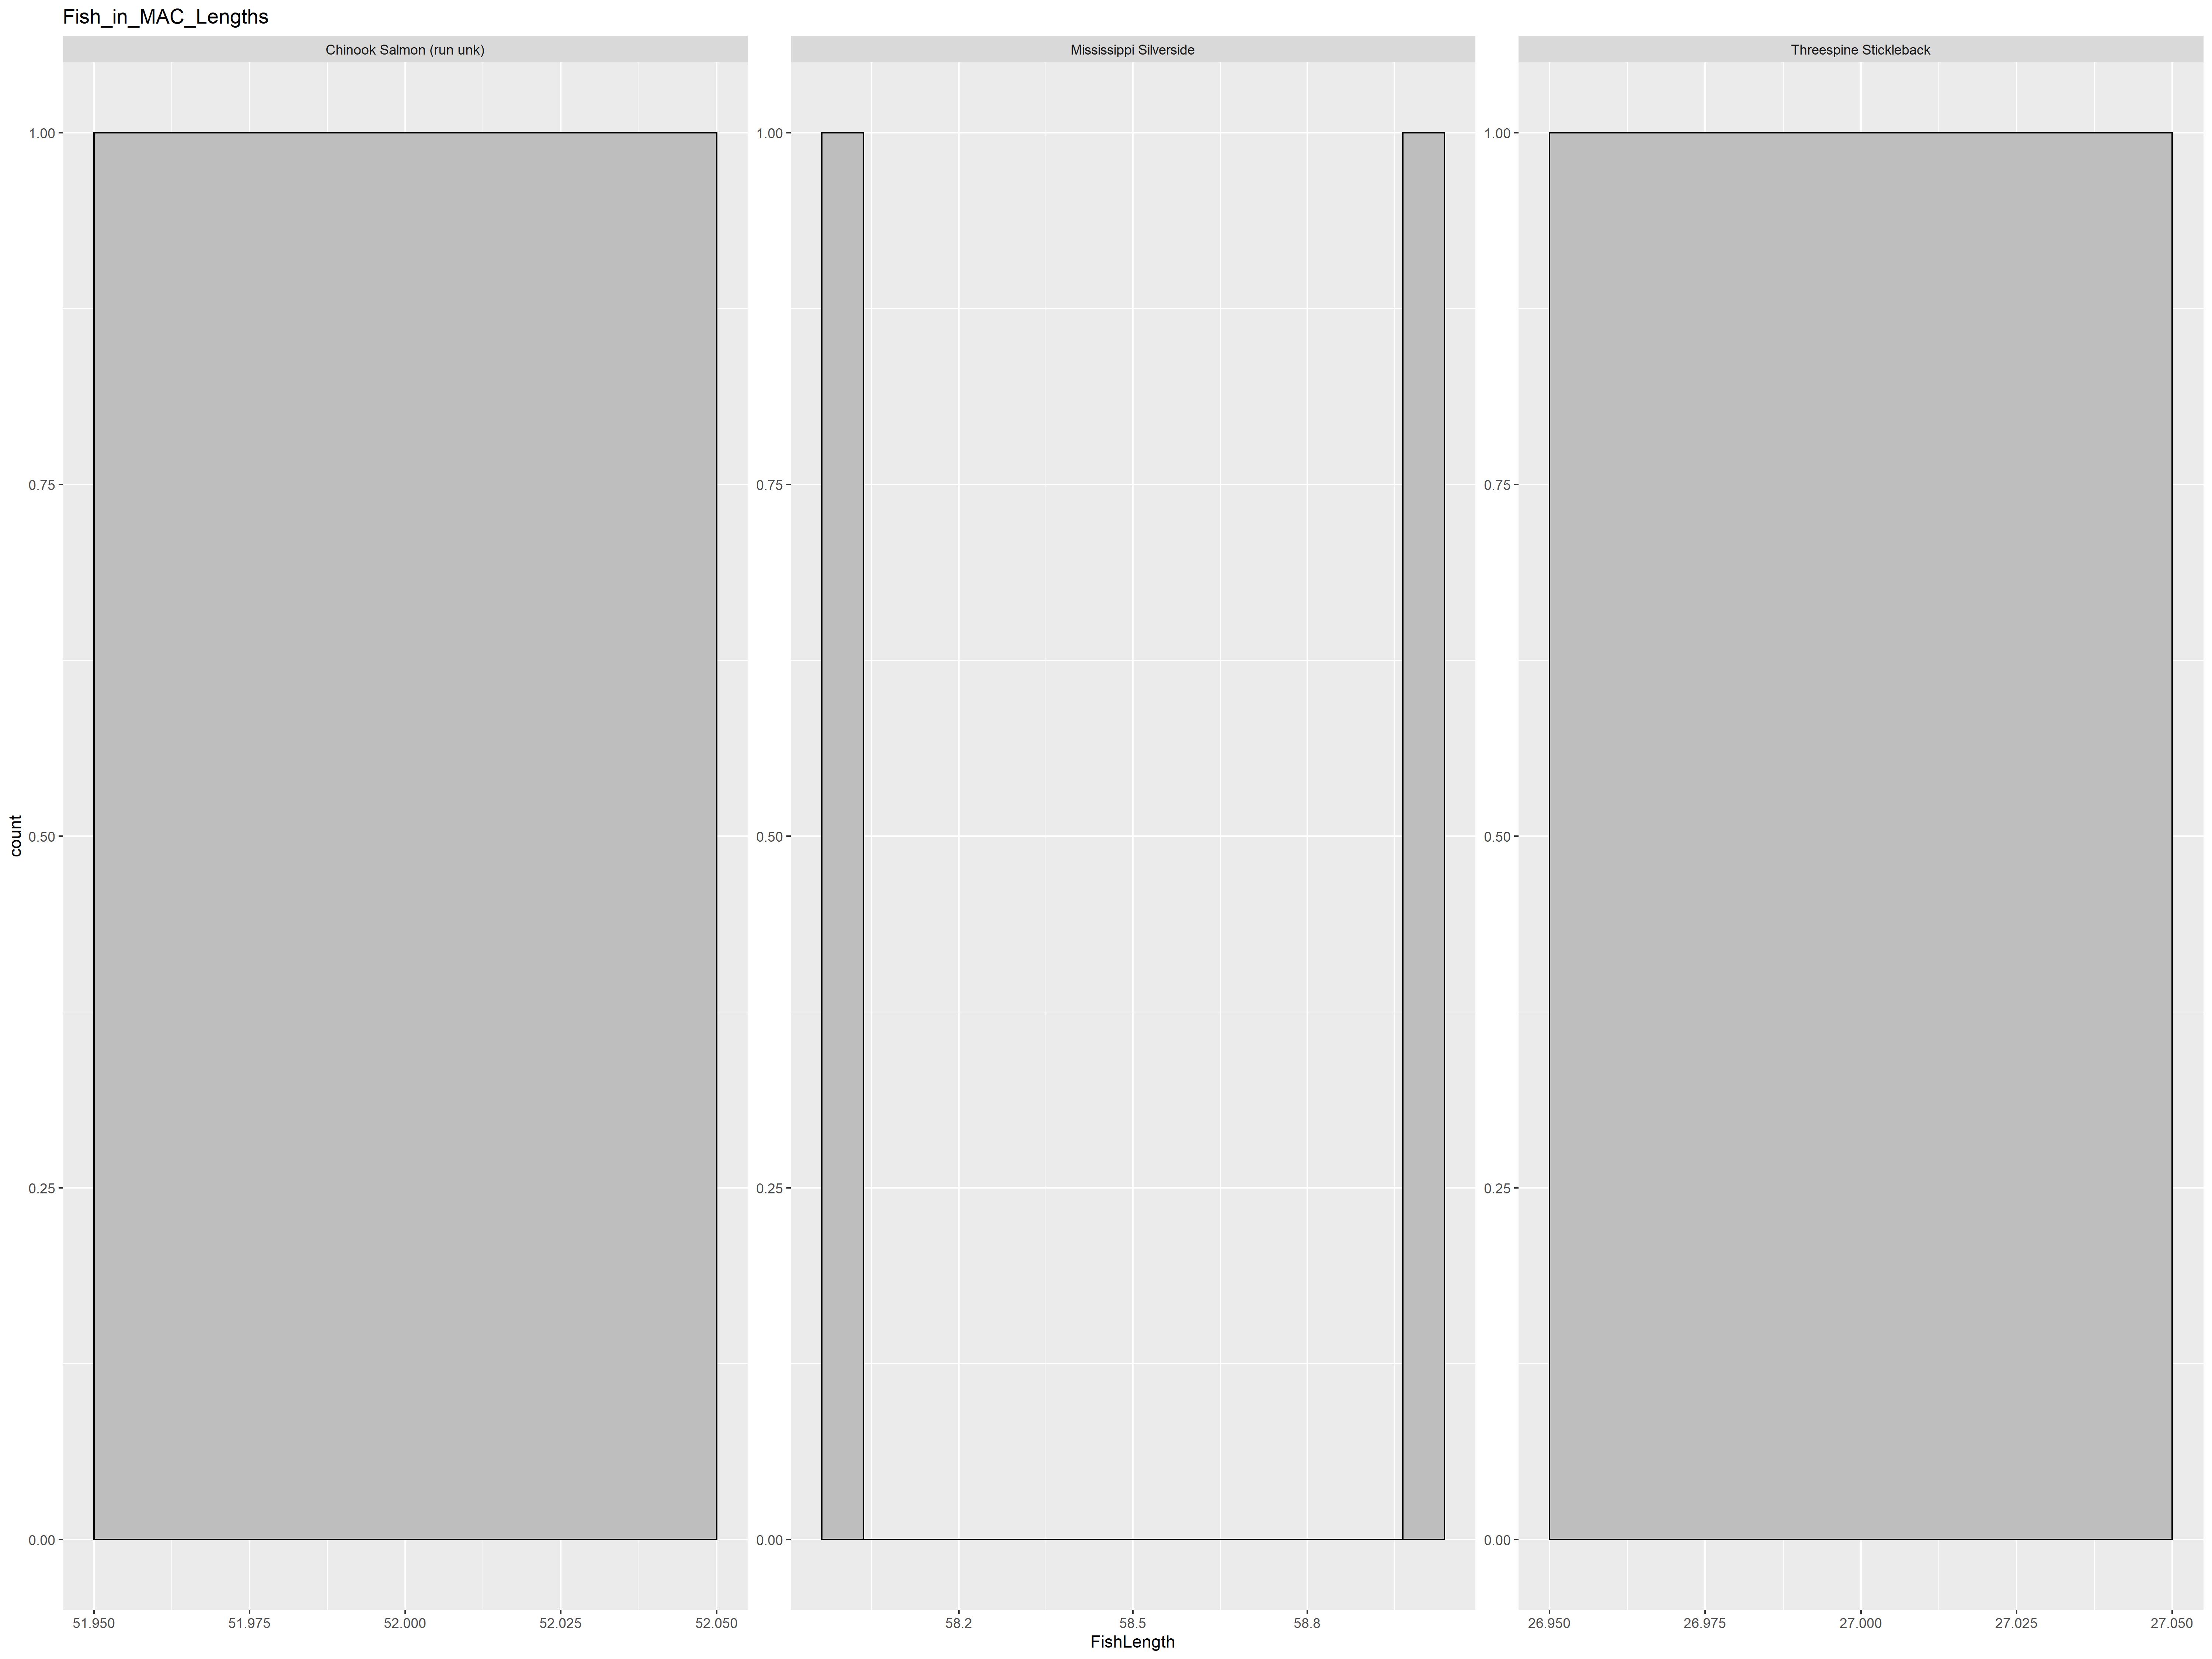 Fish_in_MAC_Lengths
Chinook Salmon (run unk)
Mississippi Silverside
Threespine Stickleback
count
1.00
0.75
0.50
0.25
0.00
1.00
0.75
0.50
0.25
0.00
1.00
0.75
0.50
0.25
0.00
51.950 51.975 52.000 52.025 52.050
58.2 58.5 58.8
26.950 26.975 27.000 27.025 27.050
FishLength